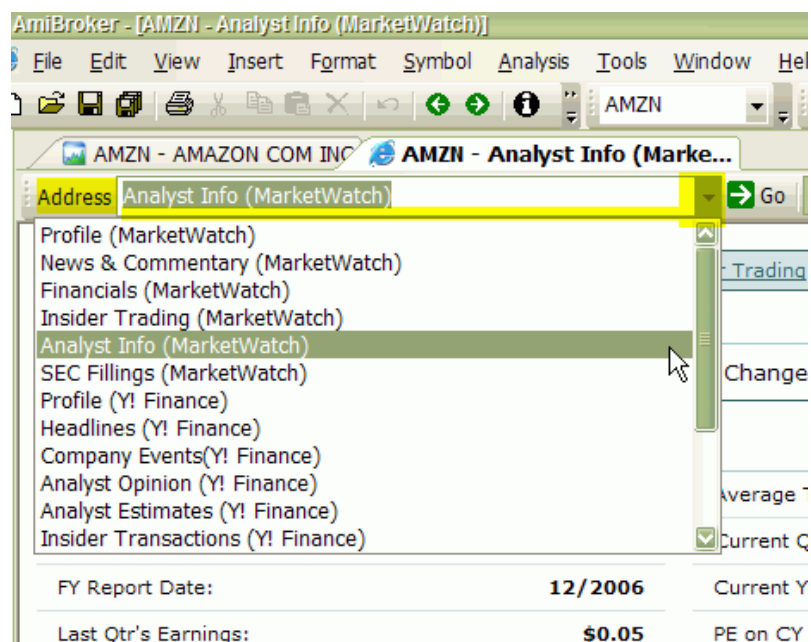 AmiBroker - [AMZN - Analyst Info (MarketWatch)]
File Edit View Insert Format Symbol Analysis Tools Window
AMZN
AMZN - AMAZON COM INC AMZN - Analyst Info (Marke...
Address Analyst Info (MarketWatch) Go
Profile (MarketWatch)
News & Commentary (MarketWatch)
Financials (MarketWatch)
Insider Trading (MarketWatch)
Analyst Info (MarketWatch)
SEC Fillings (MarketWatch)
Profile (Y! Finance)
Headlines (Y! Finance)
Company Events(Y! Finance)
Analyst Opinion (Y! Finance)
Analyst Estimates (Y! Finance)
Insider Transactions (Y! Finance)
Trading
Change
Average
Current
FY Report Date: 12/2006 Current Y
Last Qtr's Earnings: $0.05 PE on CY